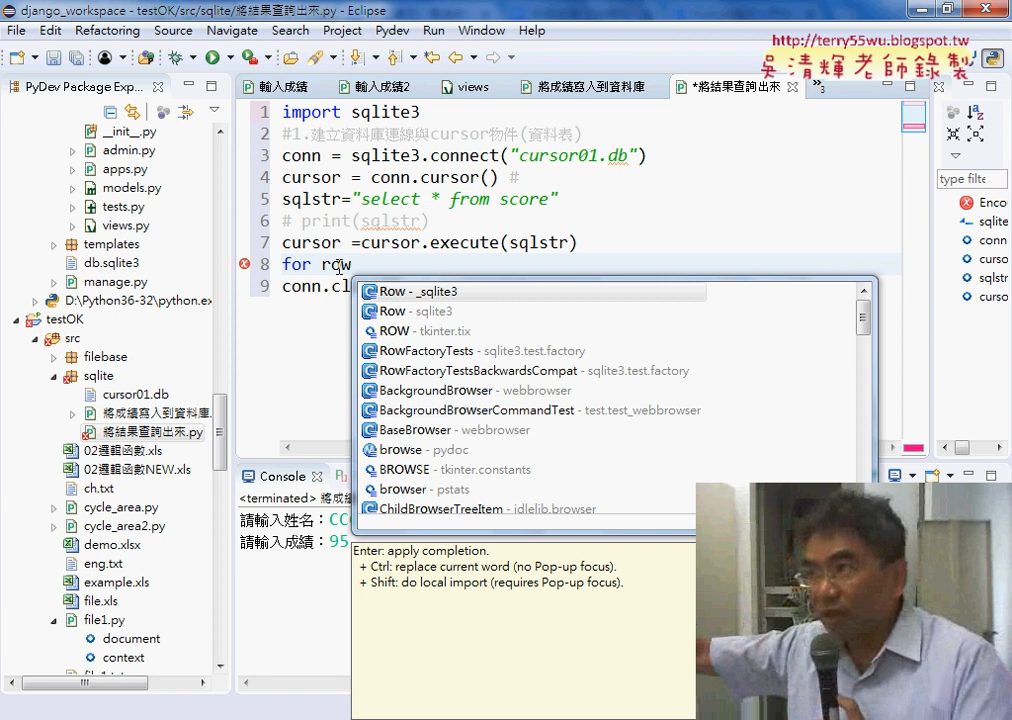 django_workspace - testOK/src/sqlite/將結果查詢出來.py - Eclipse
File Edit Refactoring Source Navigate Search Project Pydev Run Window Help
http://terry55wu.blogspot.tw
吳清輝老師錄製
PyDev Package Exp...
輸入成績
輸入成績2
views
將成績寫入到資料庫
*將結果查詢出來
»3
__init__.py
admin.py
apps.py
models.py
tests.py
views.py
templates
db.sqlite3
manage.py
D:\Python36-32\python.ex
testOK
src
filebase
sqlite
cursor01.db
將成績寫入到資料庫.
將結果查詢出來.py
02邏輯函數.xls
02邏輯函數NEW.xls
ch.txt
cycle_area.py
cycle_area2.py
demo.xlsx
eng.txt
example.xls
file.xls
file1.py
document
context
1 import sqlite3
2 #1.建立資料庫連線與cursor物件(資料表)
3 conn = sqlite3.connect("cursor01.db")
4 cursor = conn.cursor() #
5 sqlstr="select * from score"
6 # print(sqlstr)
7 cursor =cursor.execute(sqlstr)
8 for row
9 conn.cl
Row - _sqlite3
Row - sqlite3
ROW - tkinter.tix
RowFactoryTests - sqlite3.test.factory
RowFactoryTestsBackwardsCompat - sqlite3.test.factory
BackgroundBrowser - webbrowser
BackgroundBrowserCommandTest - test.test_webbrowser
BaseBrowser - webbrowser
browse - pydoc
BROWSE - tkinter.constants
browser - pstats
ChildBrowserTreeItem - idlelib.browser
Enter: apply completion.
+ Ctrl: replace current word (no Pop-up focus).
+ Shift: do local import (requires Pop-up focus).
Console
<terminated> 將成績
請輸入姓名：CC
請輸入成績：95
type filte
Enco
sqlite
conn
curso
sqlstr
curso